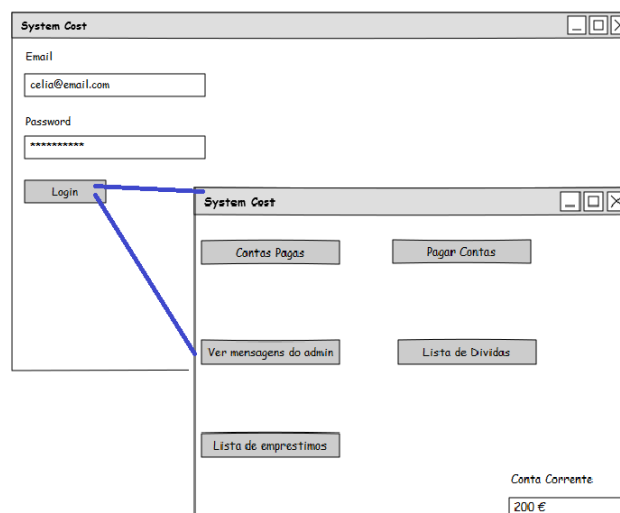 System Cost
Email
celia@email.com
Password
**********
Login
System Cost
Contas Pagas
Pagar Contas
Ver mensagens do admin
Lista de Dividas
Lista de emprestimos
Conta Corrente
200 €